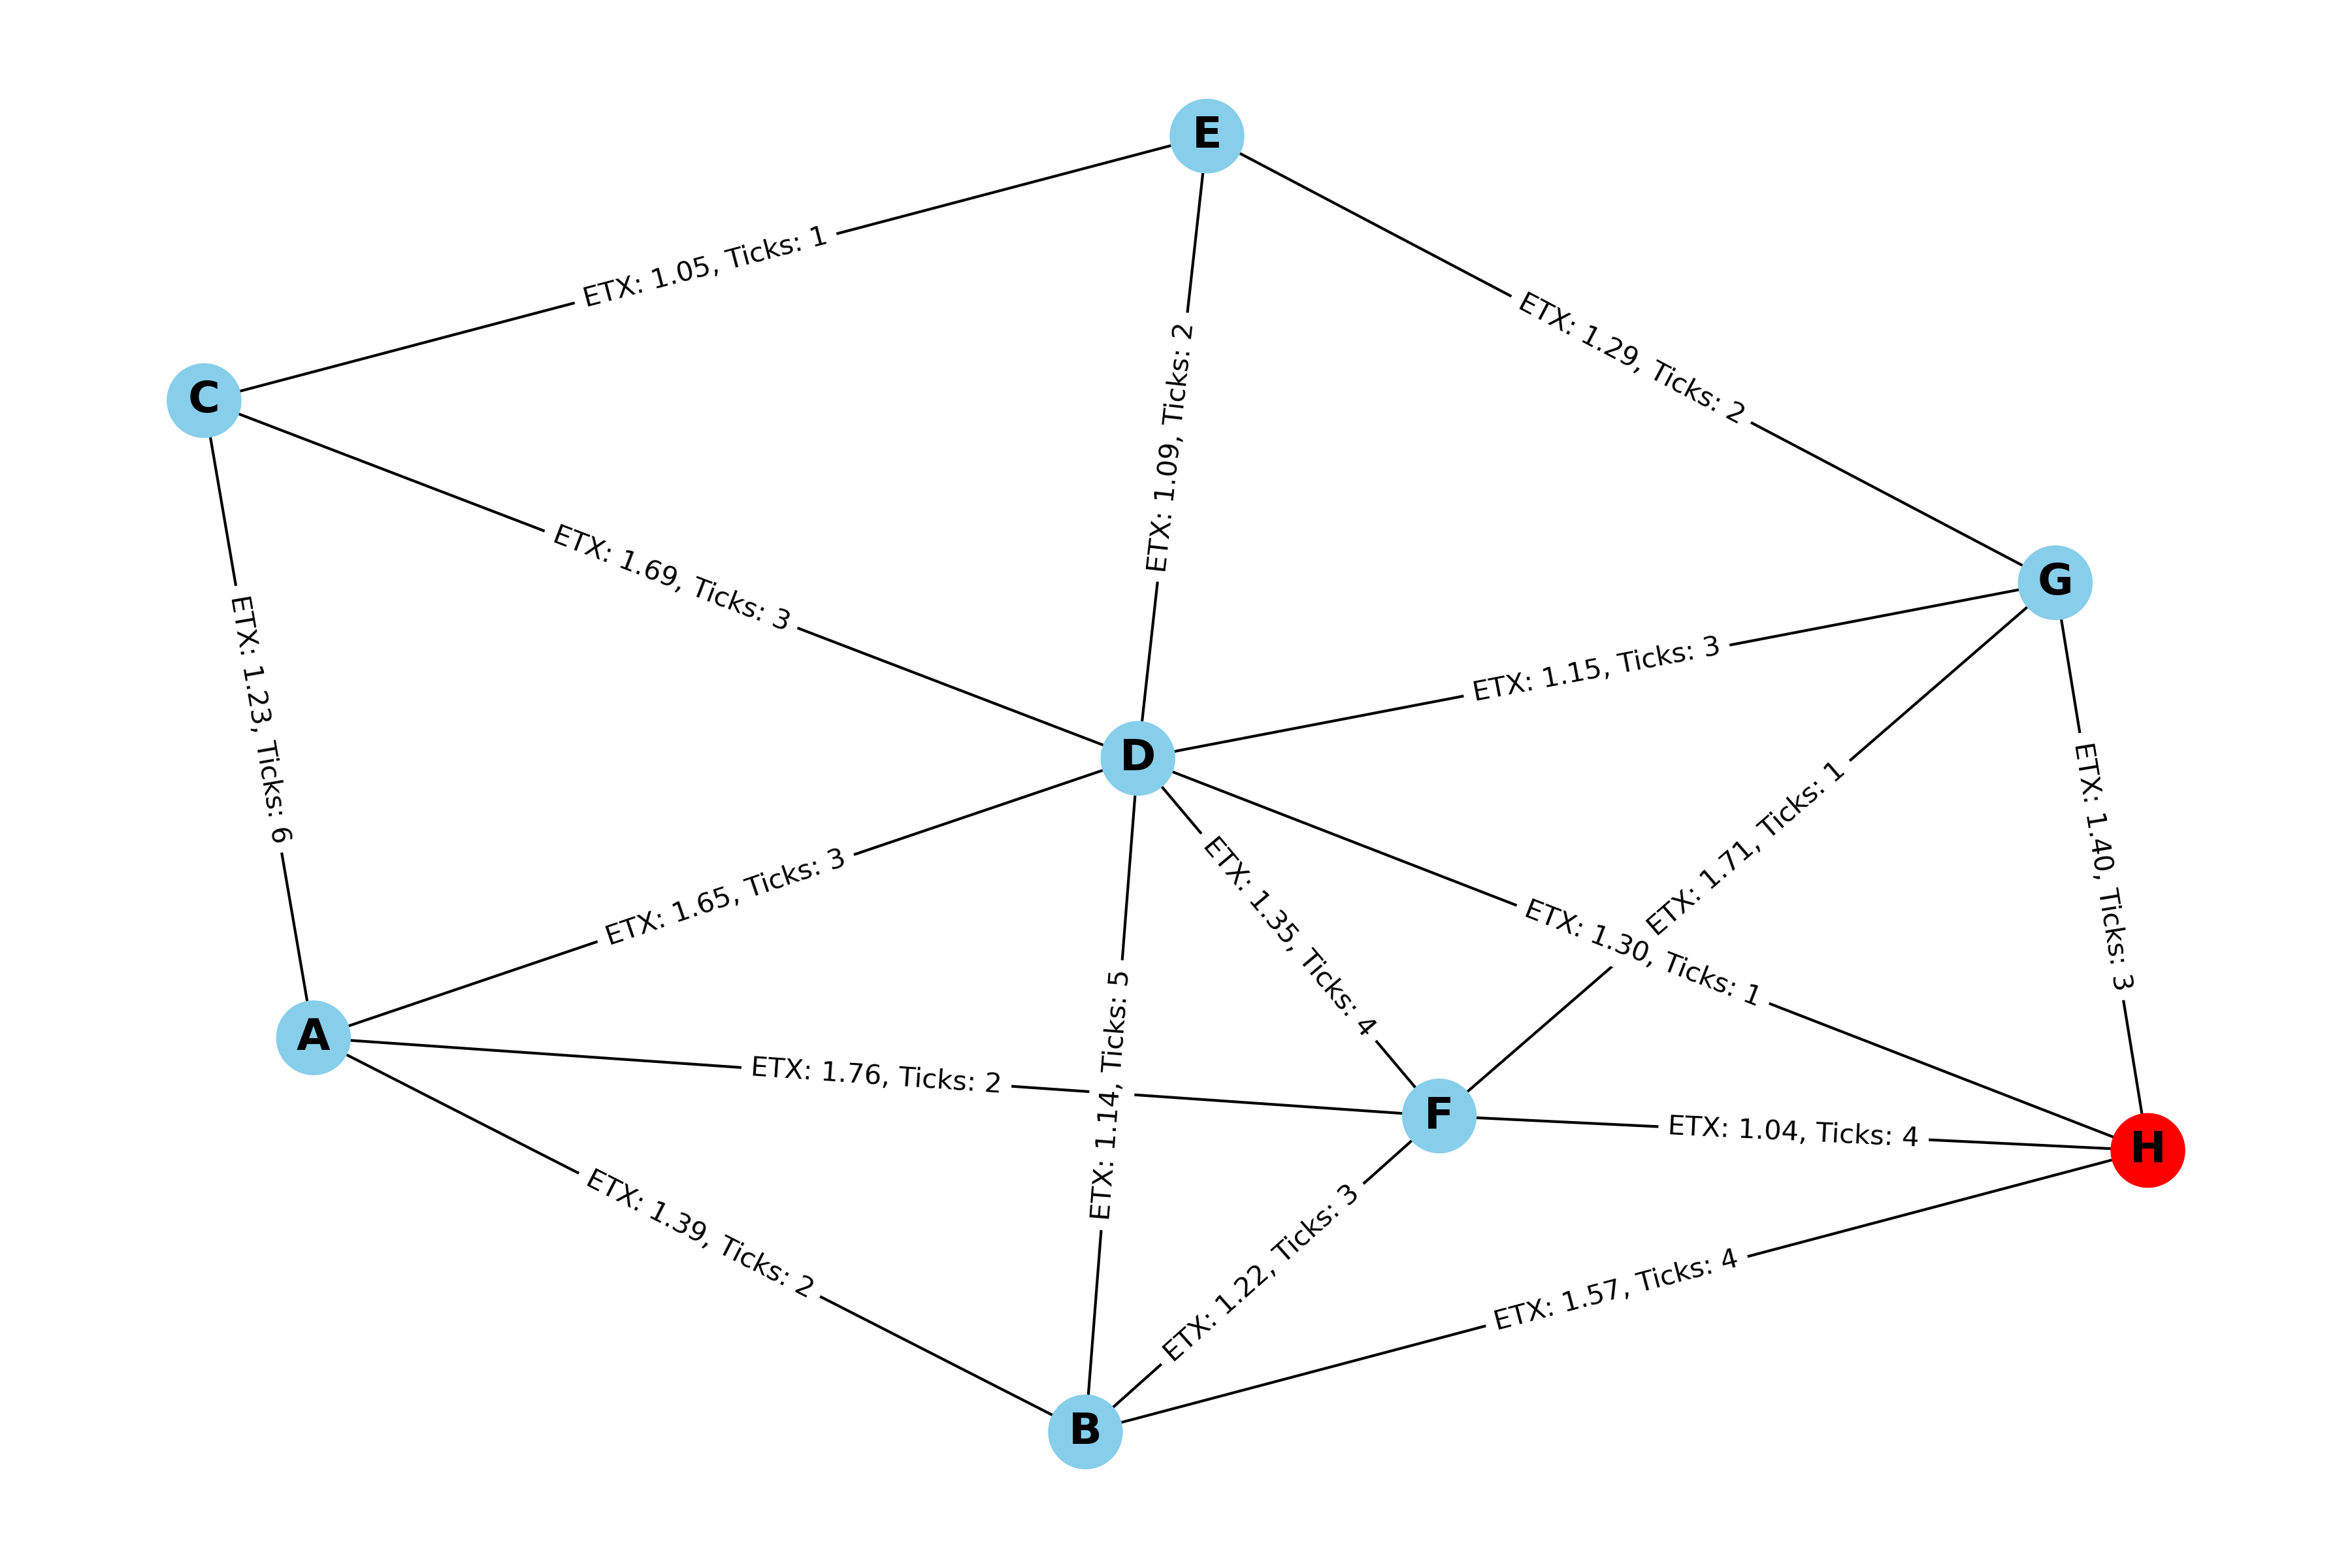 E
ETX: 1.05, Ticks: 1
ETX: 1.29, Ticks: 2
C
ETX: 1.09, Ticks: 2
ETX: 1.69, Ticks: 3
G
ETX: 1.15, Ticks: 3
ETX: 1.23, Ticks: 6
D
ETX: 1.71, Ticks: 1
ETX: 1.40, Ticks: 3
ETX: 1.65, Ticks: 3
ETX: 1.35, Ticks: 4
ETX: 1.30, Ticks: 1
A
ETX: 1.76, Ticks: 2
ETX: 1.14, Ticks: 5
F
ETX: 1.04, Ticks: 4
H
ETX: 1.39, Ticks: 2
ETX: 1.22, Ticks: 3
ETX: 1.57, Ticks: 4
B